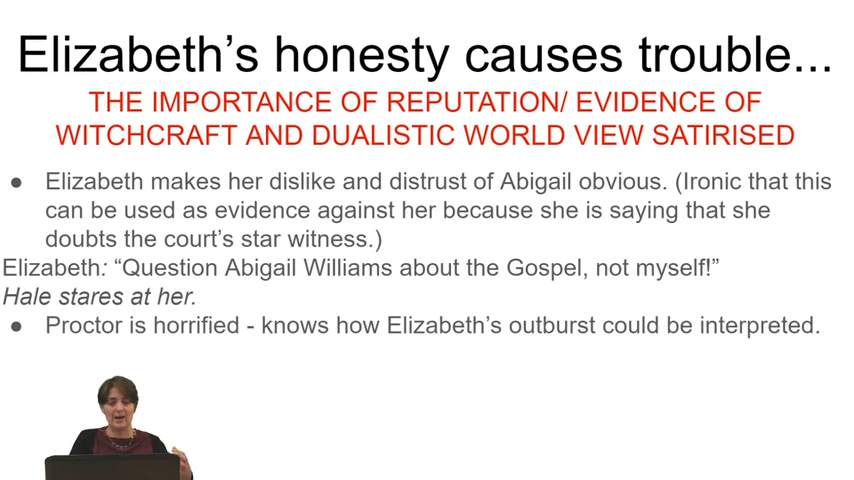 Elizabeth's honesty causes trouble...
THE IMPORTANCE OF REPUTATION/ EVIDENCE OF
WITCHCRAFT AND DUALISTIC WORLD VIEW SATIRISED
● Elizabeth makes her dislike and distrust of Abigail obvious. (Ironic that this
can be used as evidence against her because she is saying that she
doubts the court's star witness.)
Elizabeth: “Question Abigail Williams about the Gospel, not myself!”
Hale stares at her.
● Proctor is horrified - knows how Elizabeth's outburst could be interpreted.